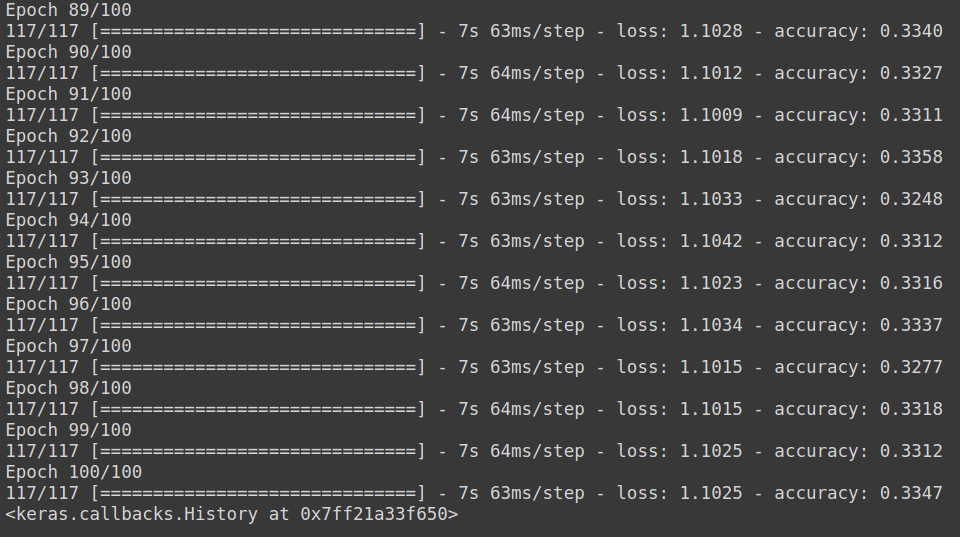 Epoch 89/100
117/117 [==============================] - 7s 63ms/step - loss: 1.1028 - accuracy: 0.3340
Epoch 90/100
117/117 [==============================] - 7s 64ms/step - loss: 1.1012 - accuracy: 0.3327
Epoch 91/100
117/117 [==============================] - 7s 64ms/step - loss: 1.1009 - accuracy: 0.3311
Epoch 92/100
117/117 [==============================] - 7s 63ms/step - loss: 1.1018 - accuracy: 0.3358
Epoch 93/100
117/117 [==============================] - 7s 63ms/step - loss: 1.1033 - accuracy: 0.3248
Epoch 94/100
117/117 [==============================] - 7s 63ms/step - loss: 1.1042 - accuracy: 0.3312
Epoch 95/100
117/117 [==============================] - 7s 64ms/step - loss: 1.1023 - accuracy: 0.3316
Epoch 96/100
117/117 [==============================] - 7s 63ms/step - loss: 1.1034 - accuracy: 0.3337
Epoch 97/100
117/117 [==============================] - 7s 63ms/step - loss: 1.1015 - accuracy: 0.3277
Epoch 98/100
117/117 [==============================] - 7s 64ms/step - loss: 1.1015 - accuracy: 0.3318
Epoch 99/100
117/117 [==============================] - 7s 64ms/step - loss: 1.1025 - accuracy: 0.3312
Epoch 100/100
117/117 [==============================] - 7s 63ms/step - loss: 1.1025 - accuracy: 0.3347
<keras.callbacks.History at 0x7ff21a33f650>